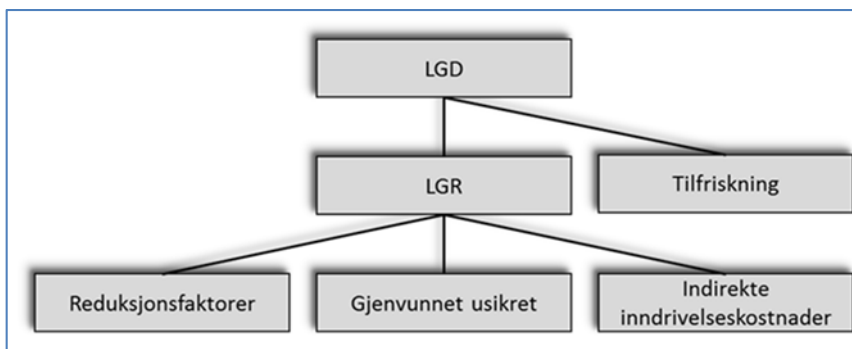 LGD
LGR
Tilfriskning
Reduksjonsfaktorer
Gjenvunnet usikret
Indirekte
inndrivelseskostnader